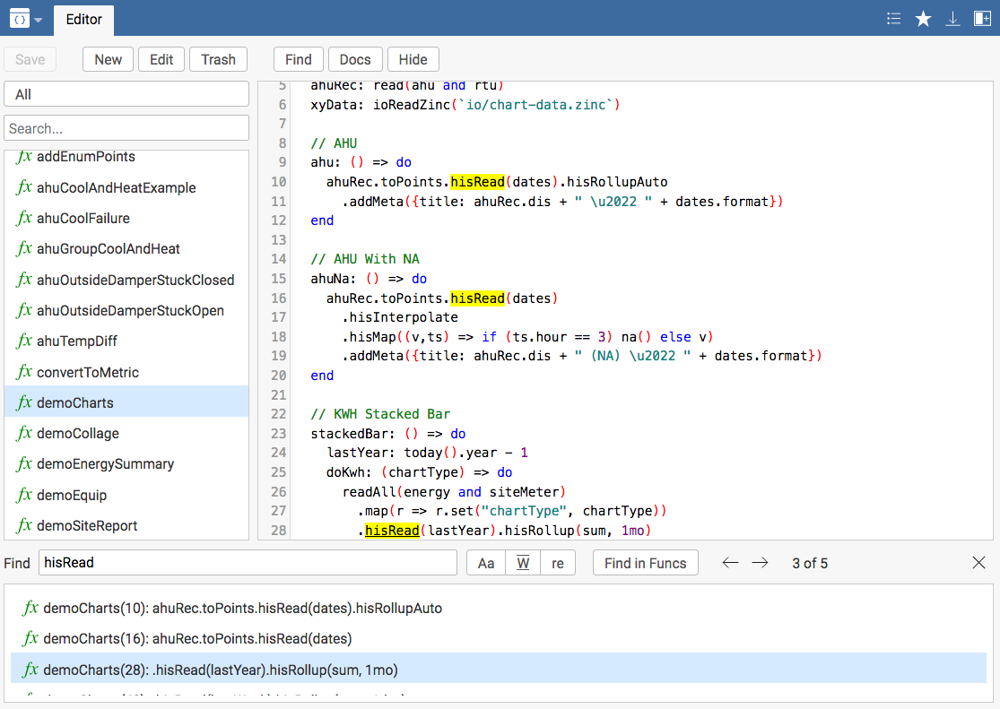 Editor
Save New Edit Trash Find Docs Hide
All
Search...
fx addEnumPoints
fx ahuCoolAndHeatExample
fx ahuCoolFailure
fx ahuGroupCoolAndHeat
fx ahuOutsideDamperStuckClosed
fx ahuOutsideDamperStuckOpen
fx ahuTempDiff
fx convertToMetric
fx demoCharts
fx demoCollage
fx demoEnergySummary
fx demoEquip
fx demoSiteReport
5 ahuRec: read(ahu and rtu)
6 xyData: ioReadZinc(`io/chart-data.zinc`)
7
8 // AHU
9 ahu: () => do
10 ahuRec.toPoints.hisRead(dates).hisRollupAuto
11 .addMeta({title: ahuRec.dis + " \u2022 " + dates.format})
12 end
13
14 // AHU With NA
15 ahuNa: () => do
16 ahuRec.toPoints.hisRead(dates)
17 .hisInterpolate
18 .hisMap((v,ts) => if (ts.hour == 3) na() else v)
19 .addMeta({title: ahuRec.dis + " (NA) \u2022 " + dates.format})
20 end
21
22 // KWH Stacked Bar
23 stackedBar: () => do
24 lastYear: today().year - 1
25 doKwh: (chartType) => do
26 readAll(energy and siteMeter)
27 .map(r => r.set("chartType", chartType))
28 .hisRead(lastYear).hisRollup(sum, 1mo)
Find hisRead Aa W re Find in Funcs ← → 3 of 5
fx demoCharts(10): ahuRec.toPoints.hisRead(dates).hisRollupAuto
fx demoCharts(16): ahuRec.toPoints.hisRead(dates)
fx demoCharts(28): .hisRead(lastYear).hisRollup(sum, 1mo)